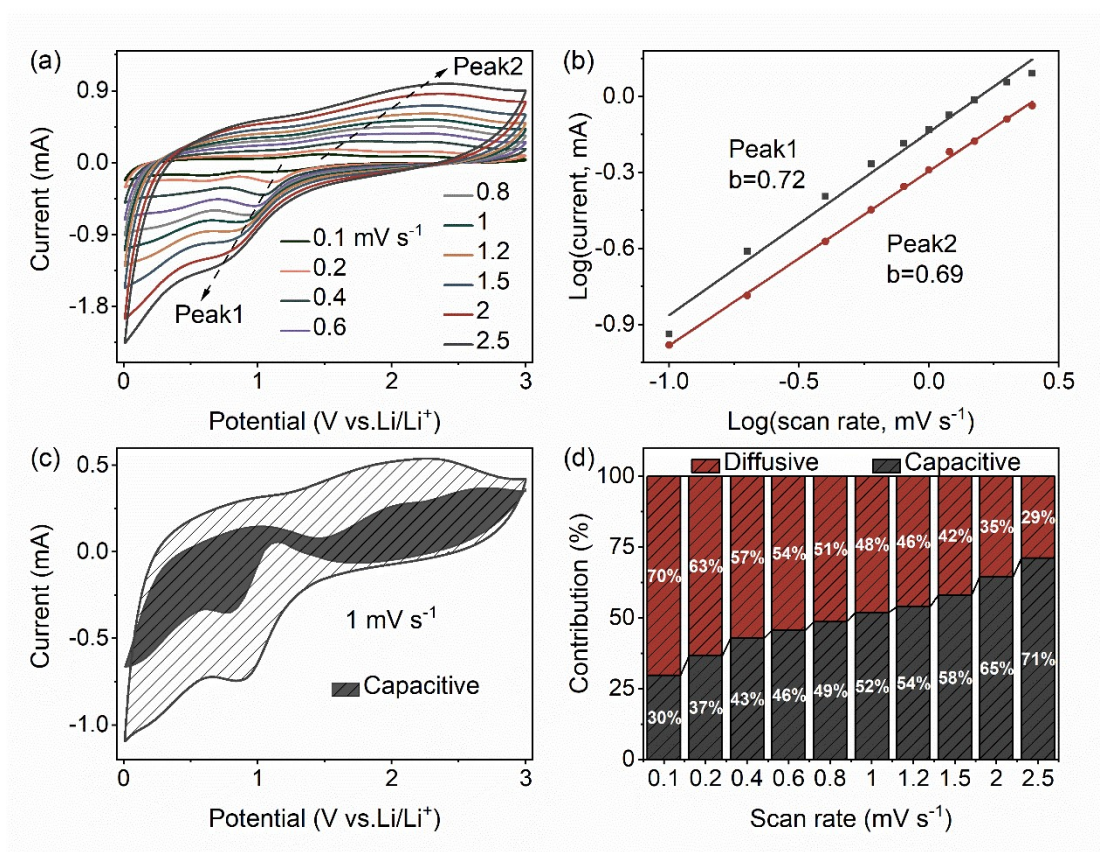 (a)
Peak2
0.9
0.0
-0.9
-1.8
Current (mA)
0.1 mV s⁻¹
0.2
0.4
0.6
0.8
1
1.2
1.5
2
2.5
Peak1
0
1
2
3
Potential (V vs.Li/Li⁺)
(b)
0.0
-0.3
-0.6
-0.9
Log(current, mA)
Peak1
b=0.72
Peak2
b=0.69
-1.0
-0.5
0.0
0.5
Log(scan rate, mV s⁻¹)
(c)
0.5
0.0
-0.5
-1.0
Current (mA)
1 mV s⁻¹
Capacitive
0
1
2
3
Potential (V vs.Li/Li⁺)
(d)
Diffusive
Capacitive
100
75
50
25
0
Contribution (%)
70%
63%
57%
54%
51%
48%
46%
42%
35%
29%
30%
37%
43%
46%
49%
52%
54%
58%
65%
71%
0.1
0.2
0.4
0.6
0.8
1
1.2
1.5
2
2.5
Scan rate (mV s⁻¹)